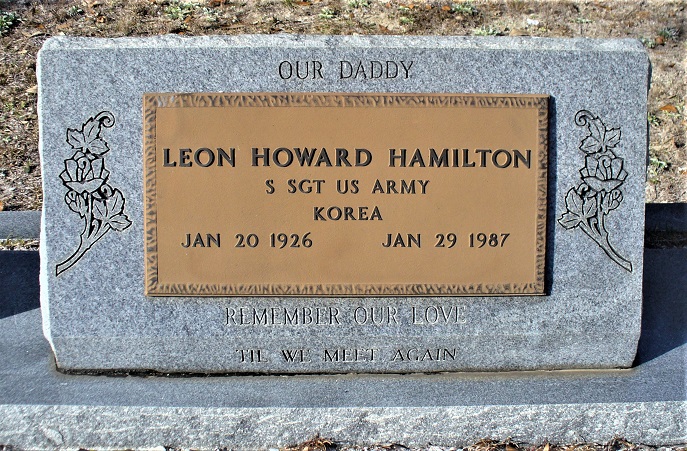 OUR DADDY
LEON HOWARD HAMILTON
S SGT US ARMY
KOREA
JAN 20 1926 JAN 29 1987
REMEMBER OUR LOVE
TIL WE MEET AGAIN